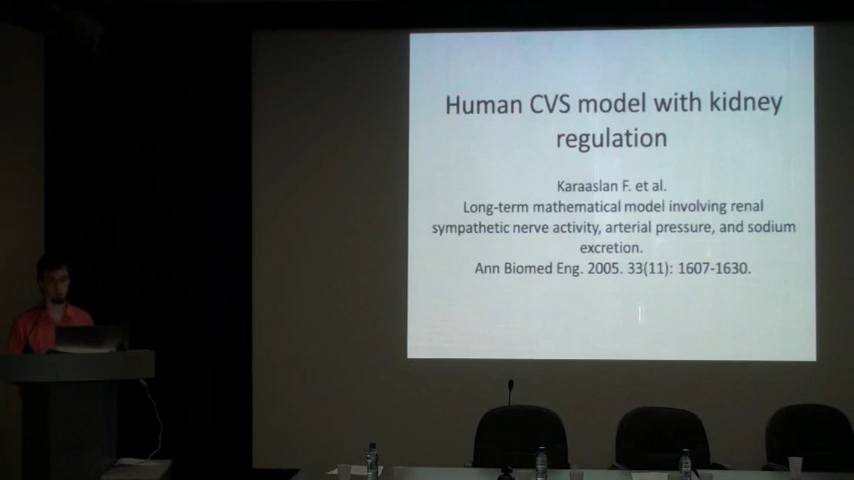 Human CVS model with kidney
regulation
Karaaslan F. et al.
Long-term mathematical model involving renal
sympathetic nerve activity, arterial pressure, and sodium
excretion.
Ann Biomed Eng. 2005. 33(11): 1607-1630.